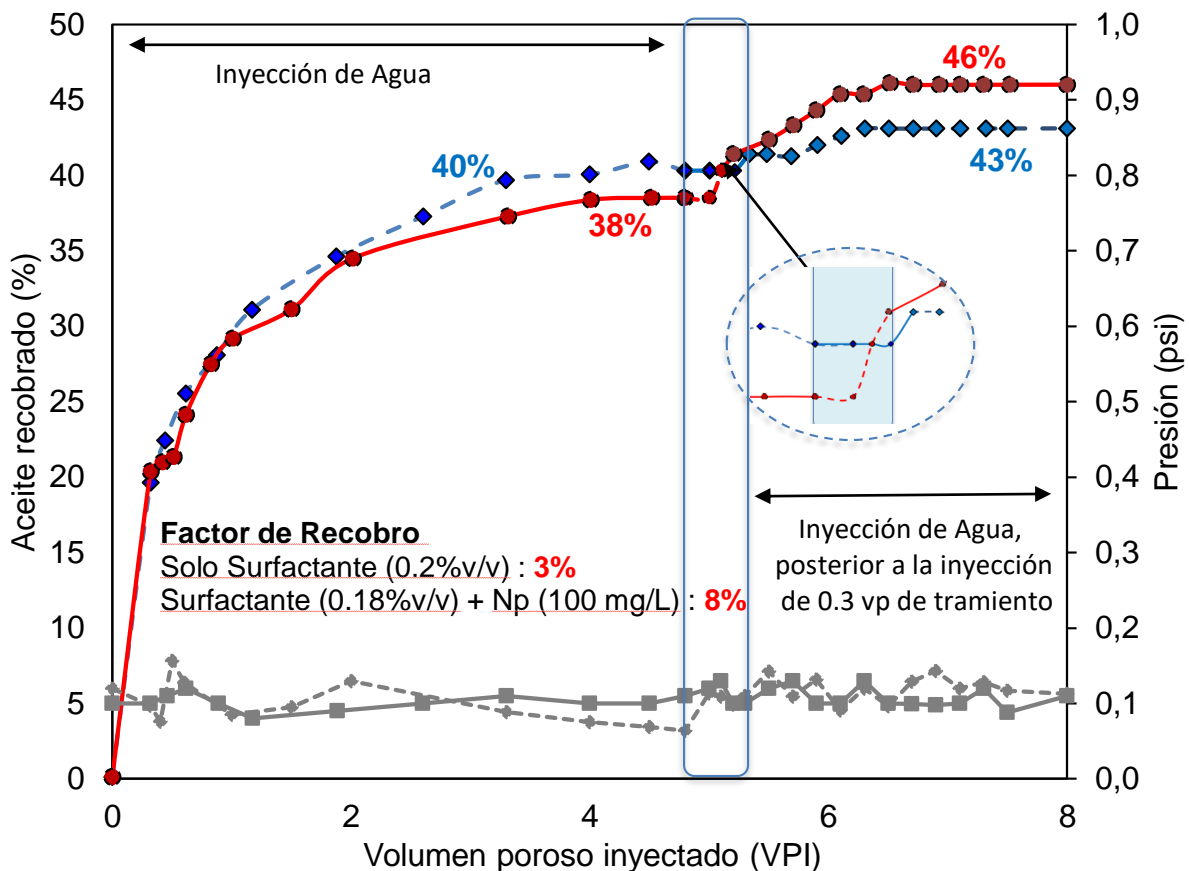 Inyección de Agua
46%
40%
43%
38%
Factor de Recobro
Solo Surfactante (0.2%v/v) : 3%
Surfactante (0.18%v/v) + Np (100 mg/L) : 8%
Inyección de Agua,
posterior a la inyección
de 0.3 vp de tramiento
Aceite recobrado (%)
50
45
40
35
30
25
20
15
10
5
0
Presión (psi)
1,0
0,9
0,8
0,7
0,6
0,5
0,4
0,3
0,2
0,1
0,0
0 2 4 6 8
Volumen poroso inyectado (VPI)